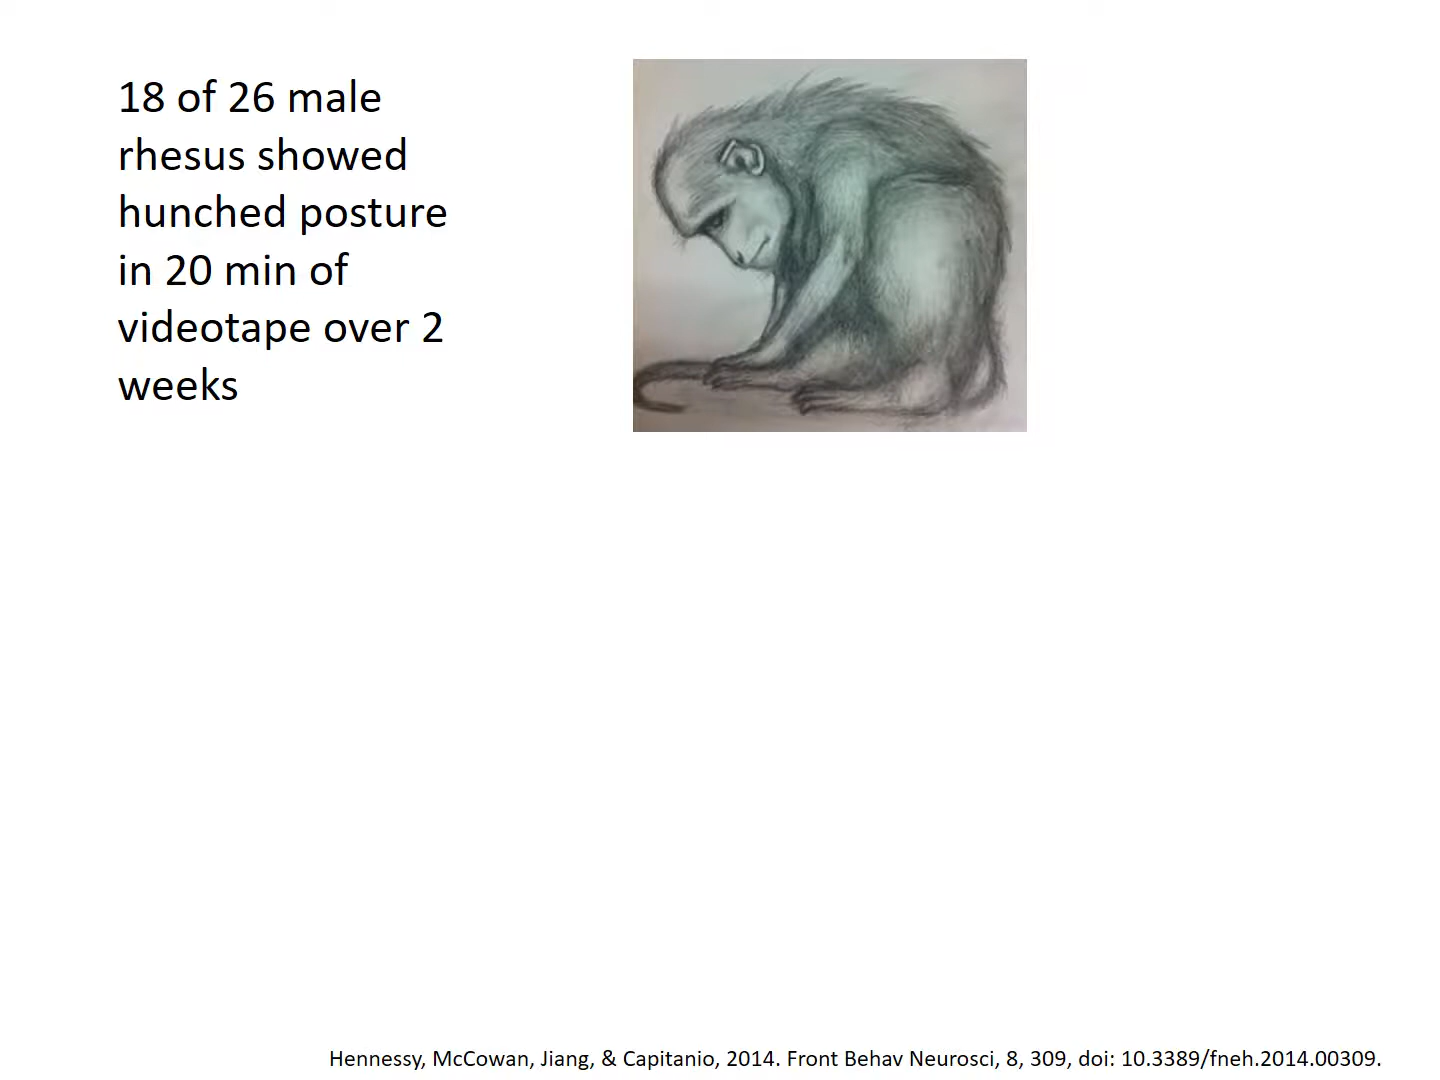 18 of 26 male
rhesus showed
hunched posture
in 20 min of
videotape over 2
weeks
Hennessy, McCowan, Jiang, & Capitanio, 2014. Front Behav Neurosci, 8, 309, doi: 10.3389/fneh.2014.00309.